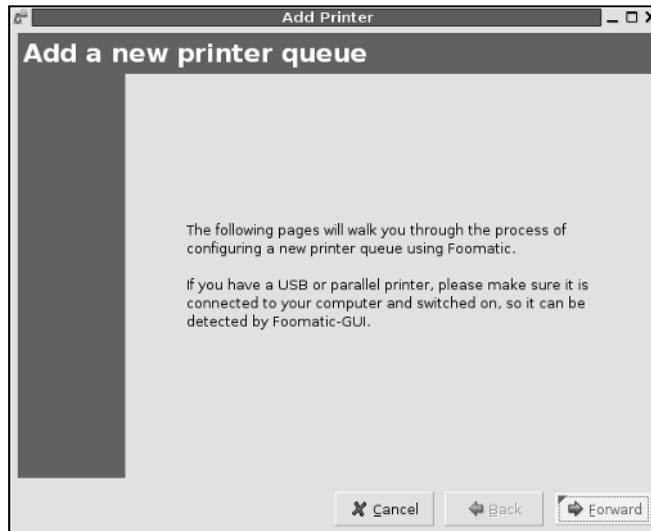 Add Printer
Add a new printer queue
The following pages will walk you through the process of
configuring a new printer queue using Foomatic.
If you have a USB or parallel printer, please make sure it is
connected to your computer and switched on, so it can be
detected by Foomatic-GUI.
Cancel
Back
Forward